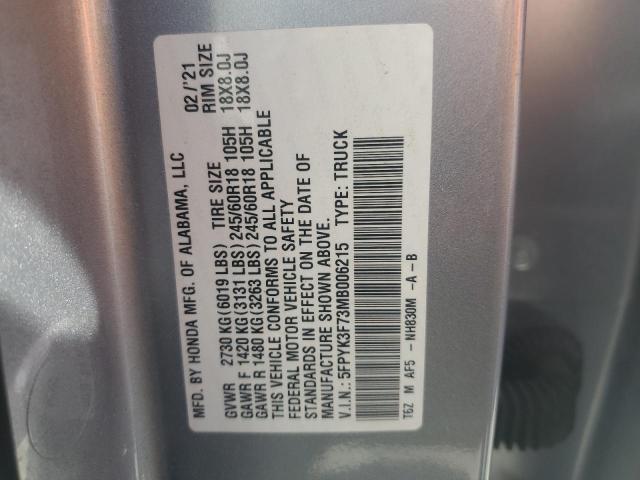 MFD. BY HONDA MFG. OF ALABAMA, LLC 02 /'21
TIRE SIZE RIM SIZE
GVWR 2730 KG(6019 LBS)
GAWR F 1420 KG(3131 LBS)245/60R18 105H 18X8.0J
GAWR R 1480 KG(3263 LBS)245/60R18 105H 18X8.0J
THIS VEHICLE CONFORMS TO ALL APPLICABLE
FEDERAL MOTOR VEHICLE SAFETY
STANDARDS IN EFFECT ON THE DATE OF
MANUFACTURE SHOWN ABOVE.
V.I.N.: 5FPYK3F73MB006215 TYPE: TRUCK
T6Z M AF5 - NH830M -A -B